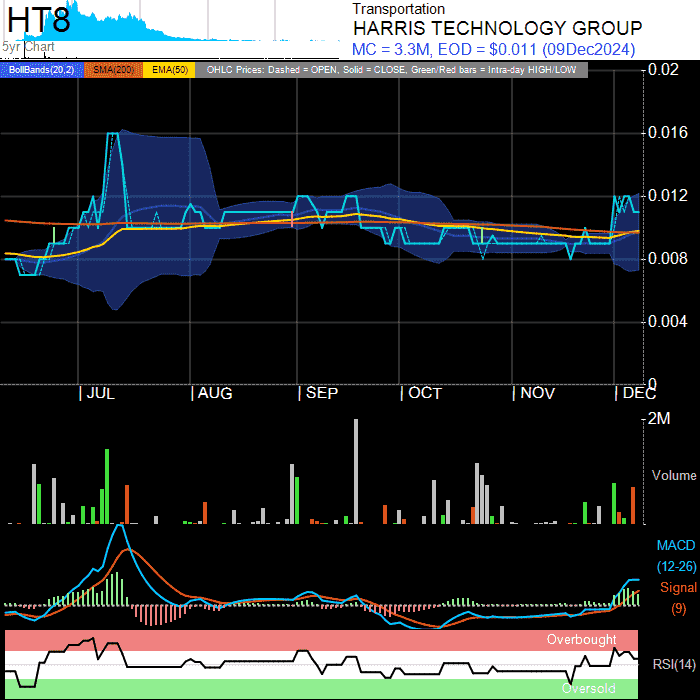 HT8
5yr Chart
Transportation
HARRIS TECHNOLOGY GROUP
MC = 3.3M, EOD = $0.011 (09Dec2024)
BollBands(20,2) SMA(200) EMA(50) OHLC Prices: Dashed = OPEN, Solid = CLOSE, Green/Red bars = Intra-day HIGH/LOW
0.02
0.016
0.012
0.008
0.004
0
JUL AUG SEP OCT NOV DEC
2M
Volume
MACD
(12-26)
Signal
(9)
Overbought
RSI(14)
Oversold